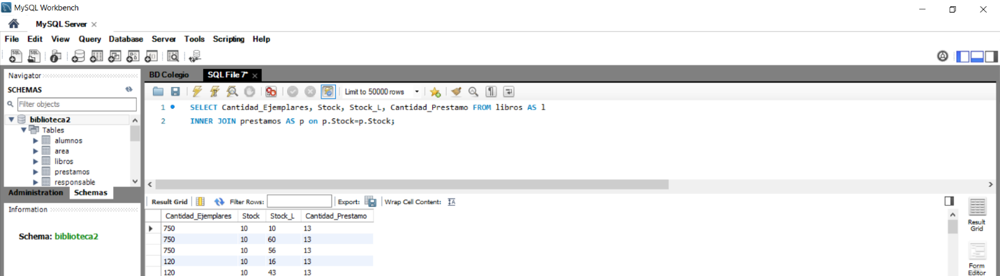 MySQL Workbench
MySQL Server
File Edit View Query Database Server Tools Scripting Help
Navigator
SCHEMAS
Filter objects
biblioteca2
Tables
alumnos
area
libros
prestamos
responsable
Administration Schemas
Information
Schema: biblioteca2
BD Colegio SQL File 7*
Limit to 50000 rows
1 SELECT Cantidad_Ejemplares, Stock, Stock_L, Cantidad_Prestamo FROM libros AS l
2 INNER JOIN prestamos AS p on p.Stock=p.Stock;
Result Grid Filter Rows: Export: Wrap Cell Content:
Cantidad_Ejemplares Stock Stock_L Cantidad_Prestamo
750 10 10 13
750 10 60 13
750 10 56 13
120 10 16 13
120 10 43 13
Result
Grid
Form
Editor